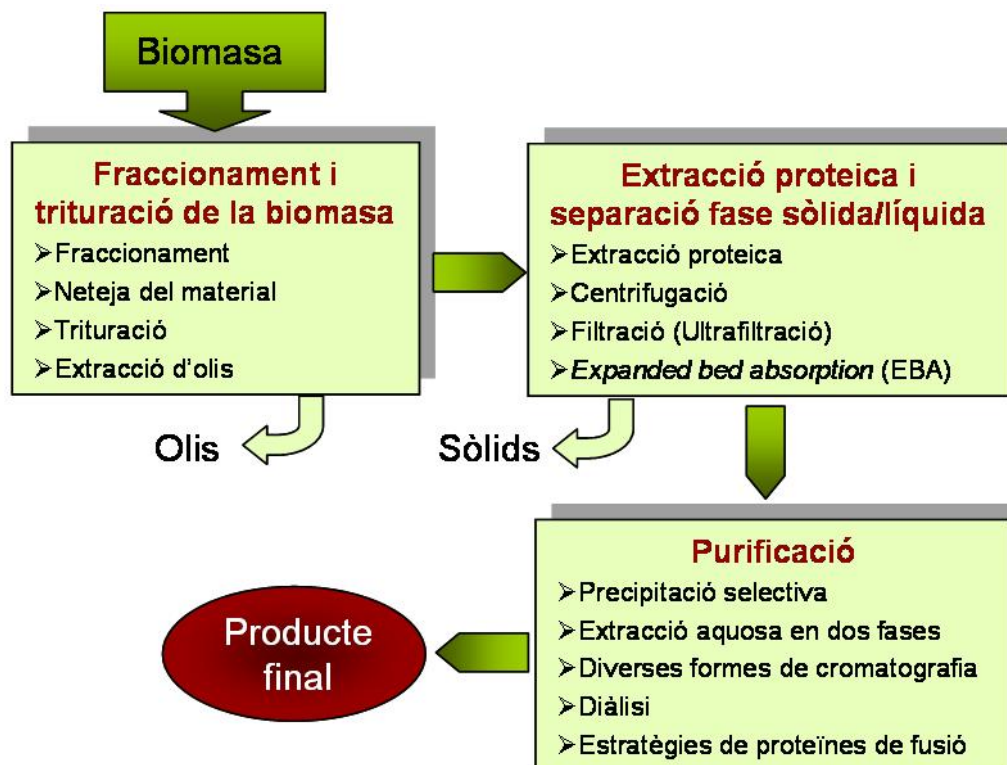 Biomasa
Fraccionament i
trituració de la biomasa
➢Fraccionament
➢Neteja del material
➢Trituració
➢Extracció d'olis
Olis
Extracció proteica i
separació fase sòlida/líquida
➢Extracció proteica
➢Centrifugació
➢Filtració (Ultrafiltració)
➢Expanded bed absorption (EBA)
Sòlids
Purificació
➢Precipitació selectiva
➢Extracció aquosa en dos fases
➢Diverses formes de cromatografia
➢Diàlisi
➢Estratègies de proteïnes de fusió
Producte
final